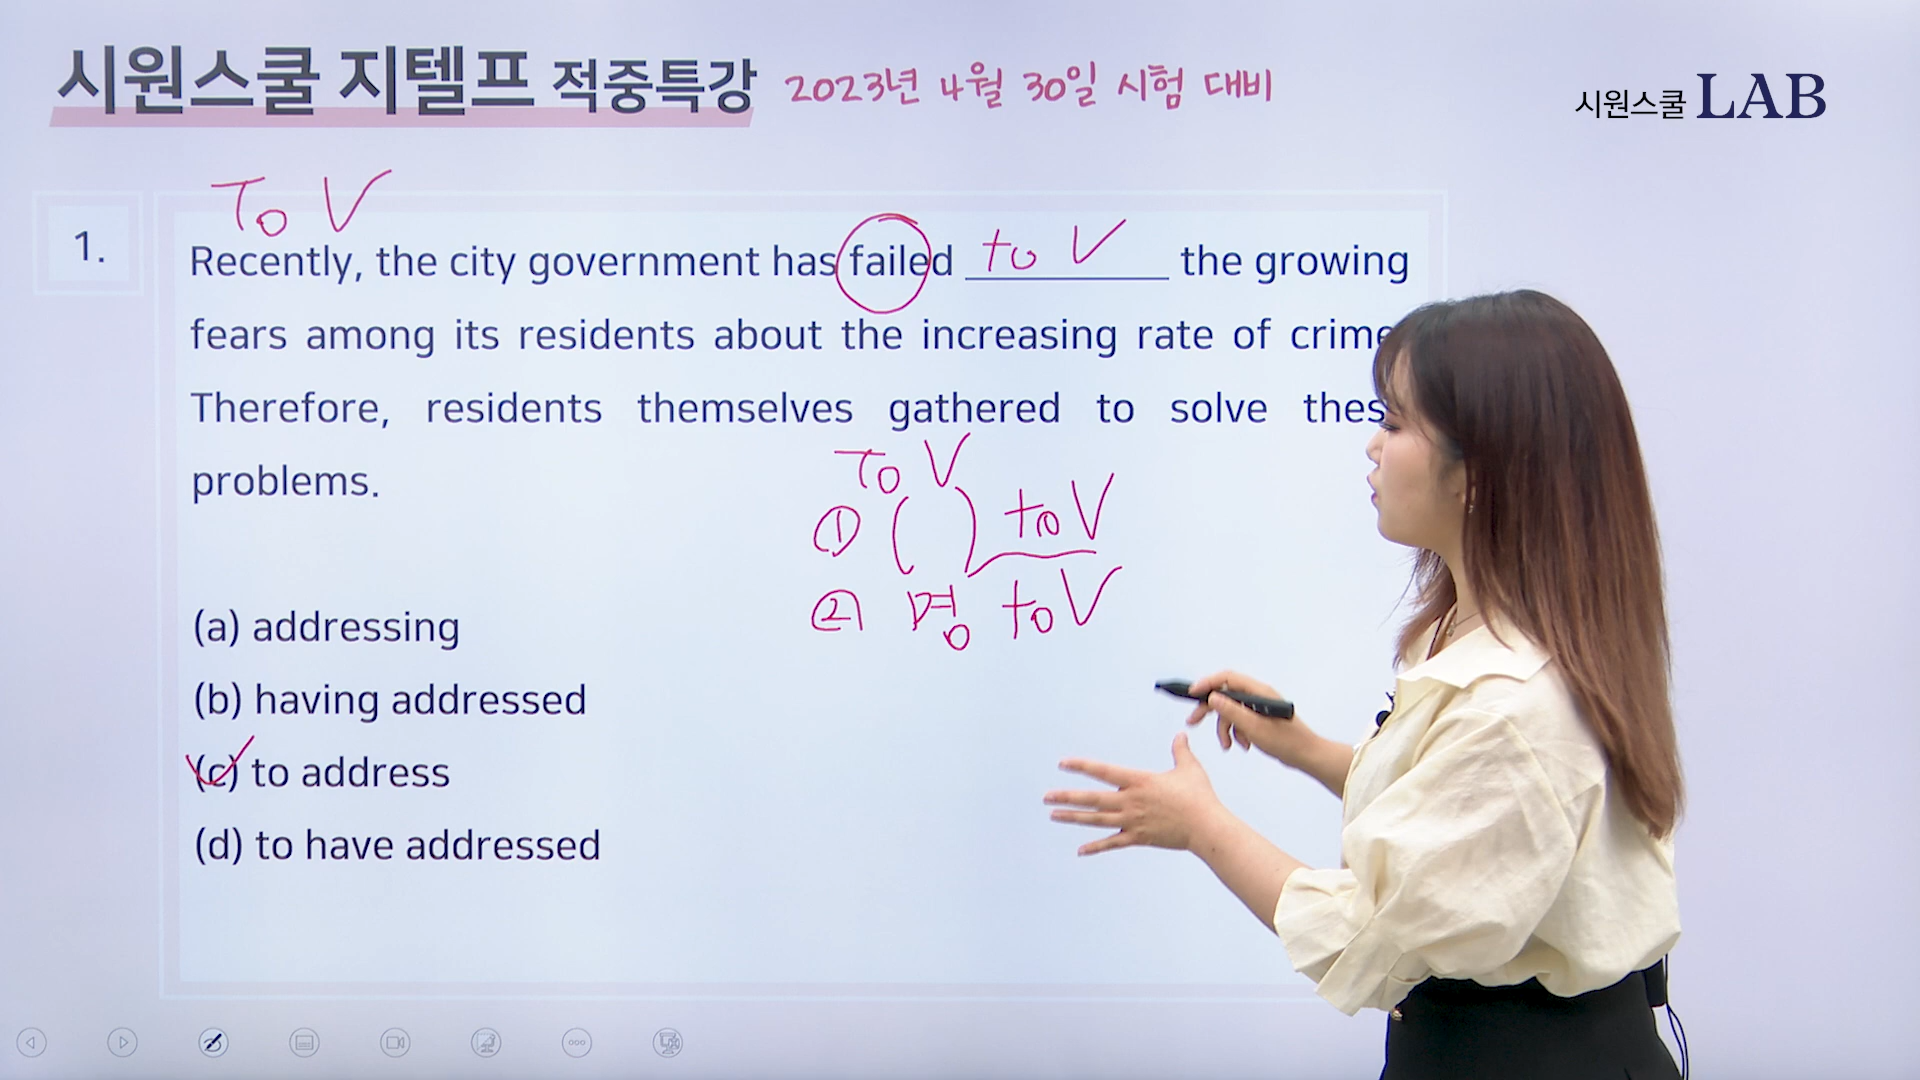 시원스쿨 지텔프 적중특강 2023년 4월 30일 시험 대비
시원스쿨 LAB
To V
1.
Recently, the city government has failed to V the growing
fears among its residents about the increasing rate of crime
Therefore, residents themselves gathered to solve thes
problems.
To V
① ( ) to V
② 명 to V
(a) addressing
(b) having addressed
(c) to address
(d) to have addressed